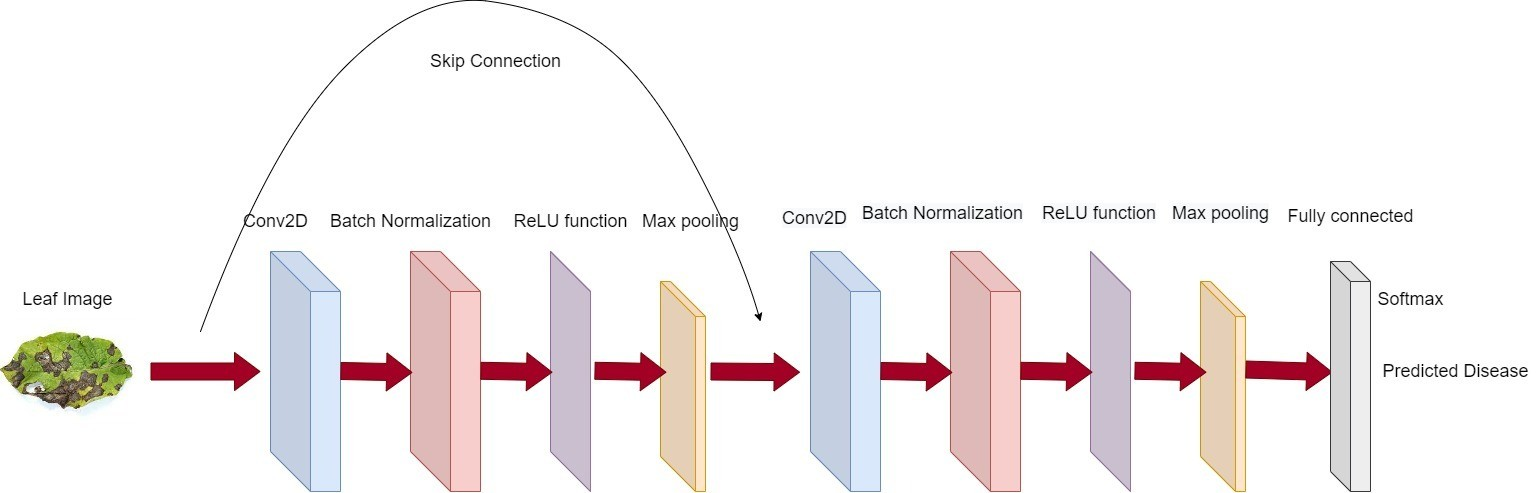 Skip Connection
Conv2D
Batch Normalization
ReLU function
Max pooling
Conv2D
Batch Normalization
ReLU function
Max pooling
Fully connected
Leaf Image
Softmax
Predicted Disease